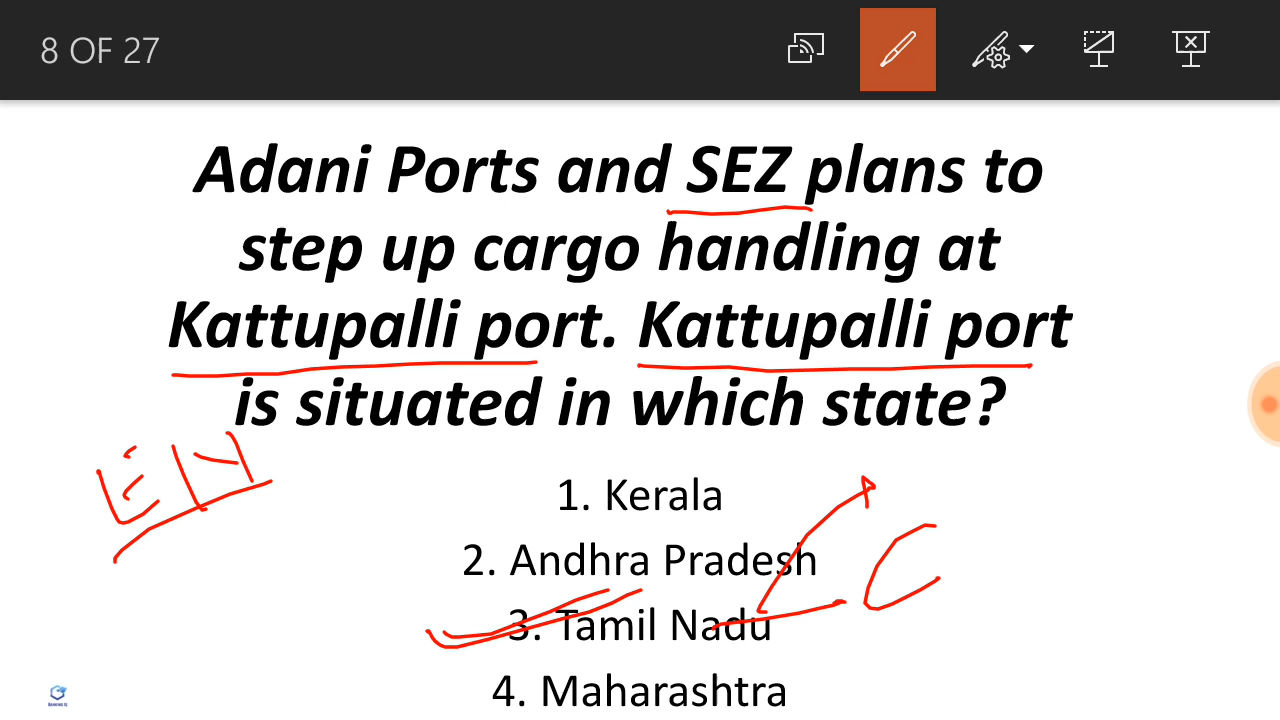 8 OF 27
Adani Ports and SEZ plans to
step up cargo handling at
Kattupalli port. Kattupalli port
is situated in which state?
1. Kerala
2. Andhra Pradesh
3. Tamil Nadu
4. Maharashtra